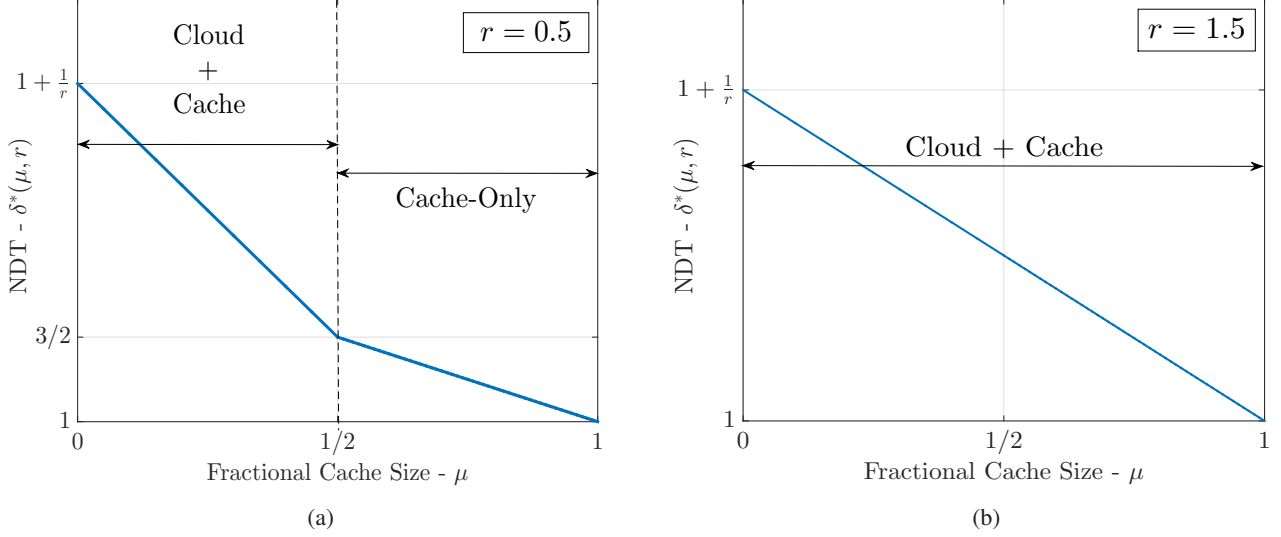 Cloud
+
Cache
r = 0.5
1 + 1/r
Cache-Only
3/2
1
0
1/2
1
NDT - δ*(μ, r)
Fractional Cache Size - μ
(a)
r = 1.5
1 + 1/r
Cloud + Cache
1
0
1/2
1
NDT - δ*(μ, r)
Fractional Cache Size - μ
(b)